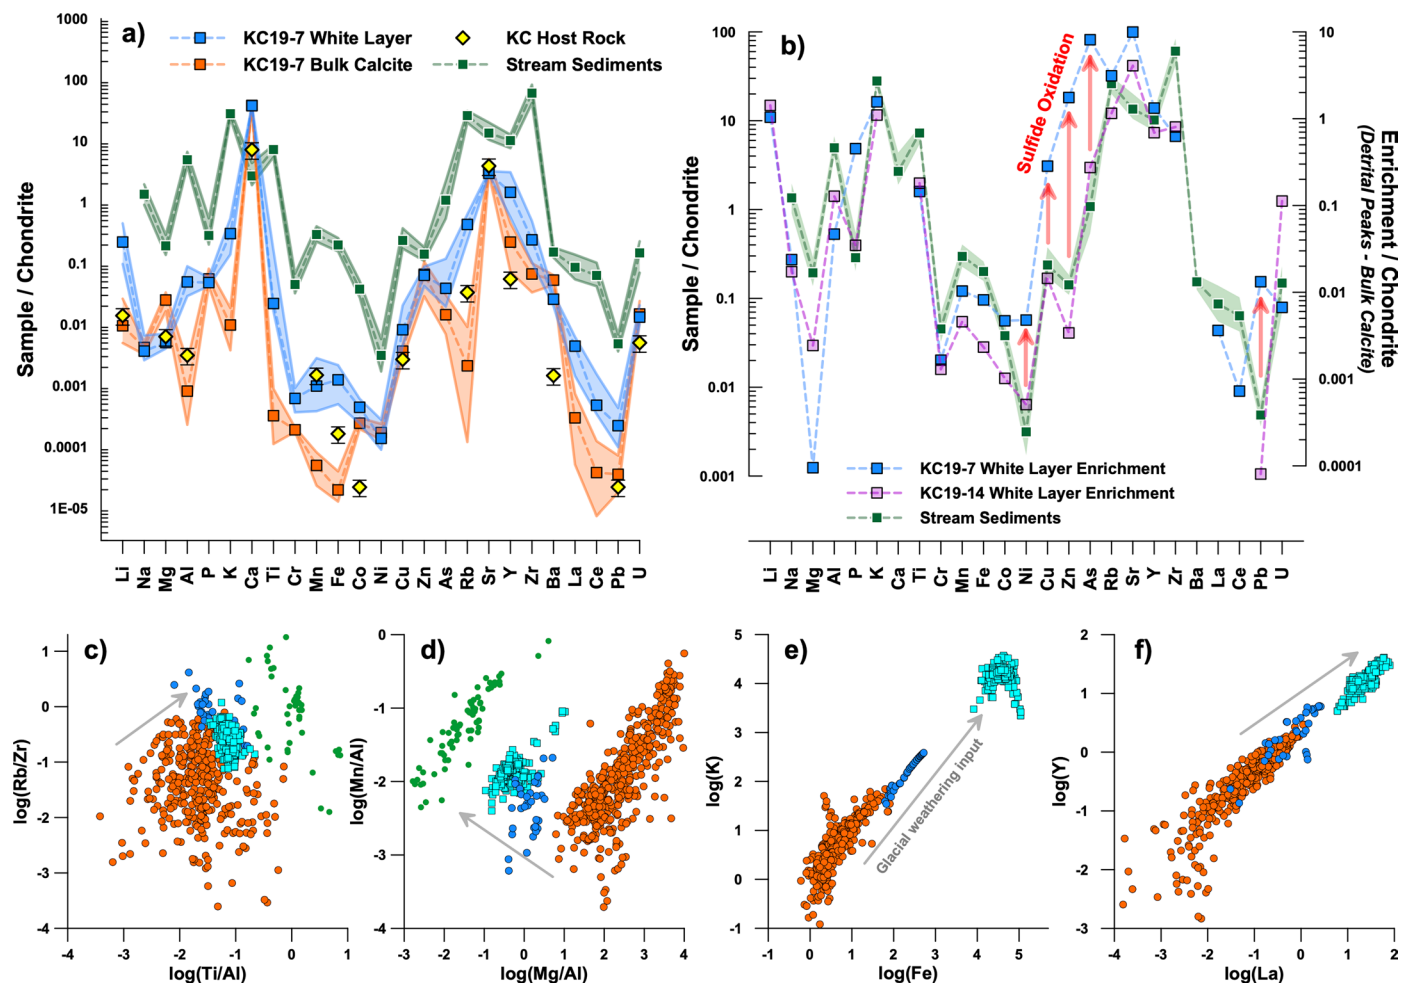 a)
KC19-7 White Layer
KC Host Rock
KC19-7 Bulk Calcite
Stream Sediments
Sample / Chondrite
1000
100
10
1
0.1
0.01
0.001
0.0001
1E-05
Li Na Mg Al P K Ca Ti Cr Mn Fe Co Ni Cu Zn As Rb Sr Y Zr Ba La Ce Pb U
b)
Sulfide Oxidation
Sample / Chondrite
100
10
1
0.1
0.01
0.001
10
1
0.1
0.01
0.001
0.0001
Enrichment / Chondrite
(Detrital Peaks - Bulk Calcite)
KC19-7 White Layer Enrichment
KC19-14 White Layer Enrichment
Stream Sediments
Li Na Mg Al P K Ca Ti Cr Mn Fe Co Ni Cu Zn As Rb Sr Y Zr Ba La Ce Pb U
c)
log(Rb/Zr)
1
0
-1
-2
-3
-4
-4 -3 -2 -1 0 1
log(Ti/Al)
d)
log(Mn/Al)
0
-1
-2
-3
-4
-3 -2 -1 0 1 2 3 4
log(Mg/Al)
e)
log(K)
5
4
3
2
1
0
-1
Glacial weathering input
-1 0 1 2 3 4 5
log(Fe)
f)
log(Y)
2
1
0
-1
-2
-3
-4 -3 -2 -1 0 1 2
log(La)